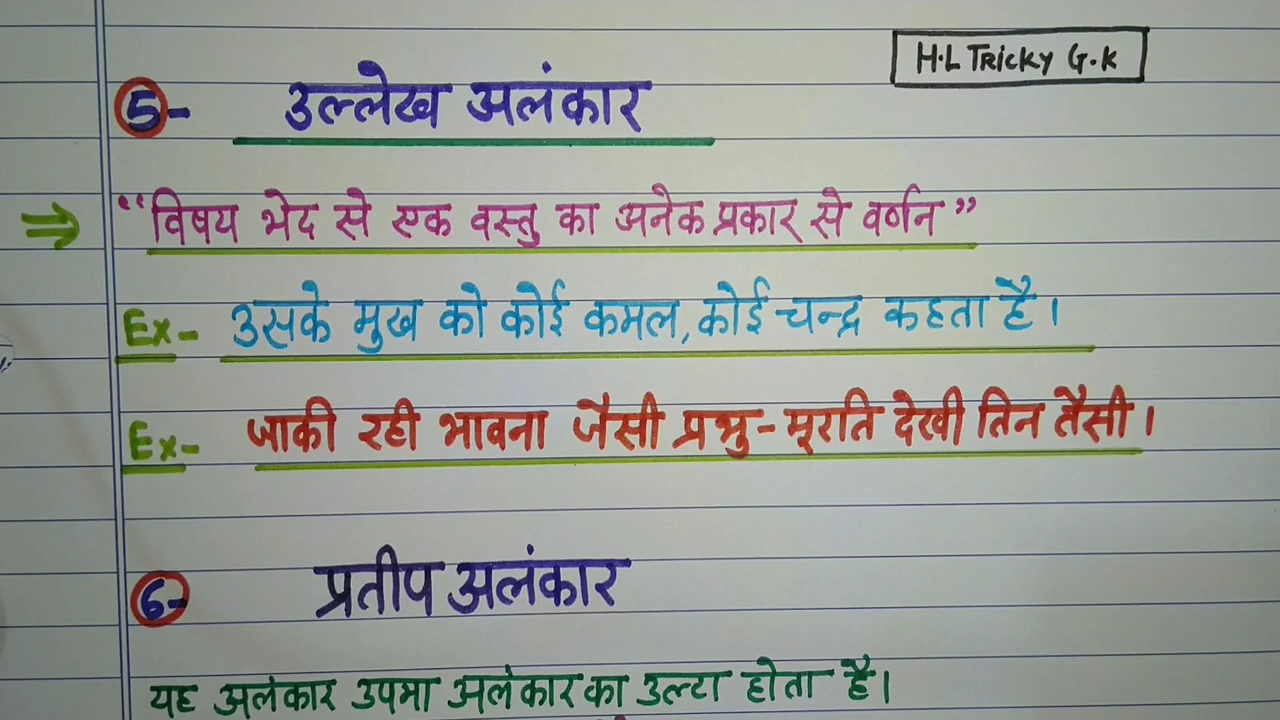 H.L Tricky G.K
5- उल्लेख अलंकार
⇒ “विषय भेद से एक वस्तु का अनेक प्रकार से वर्णन”
Ex- उसके मुख को कोई कमल, कोई चन्द्र कहता है।
Ex- जाकी रही भावना जैसी प्रभु-मूरति देखी तिन तैसी।
6- प्रतीप अलंकार
यह अलंकार उपमा अलंकार का उल्टा होता है।